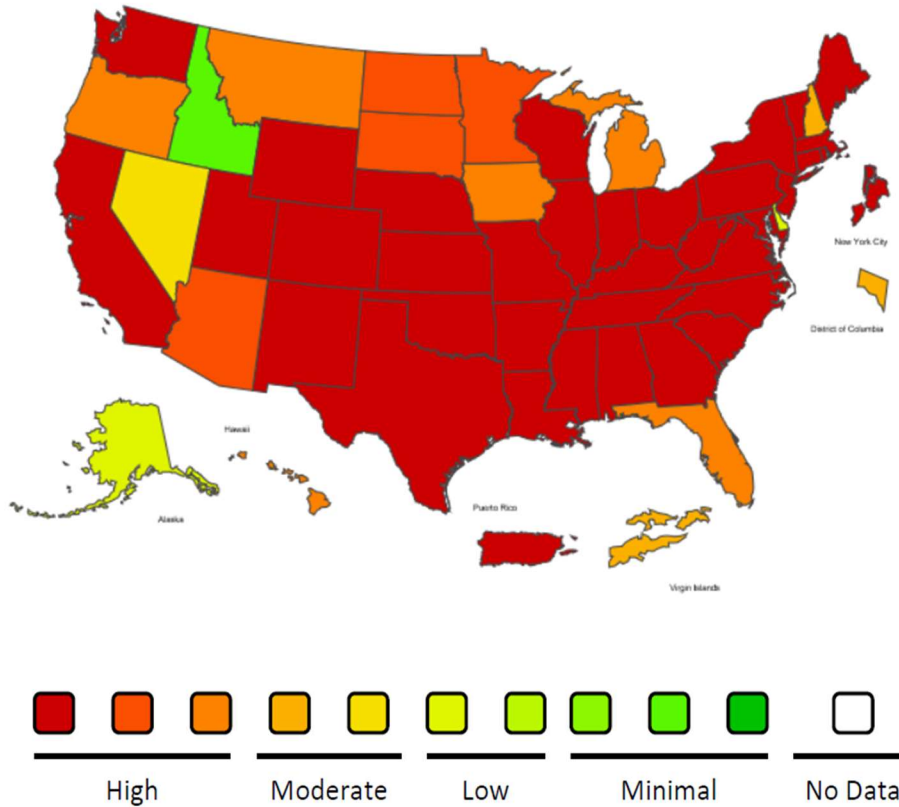 New York City
District of Columbia
Hawaii
Alaska
Puerto Rico
Virgin Islands
High
Moderate
Low
Minimal
No Data